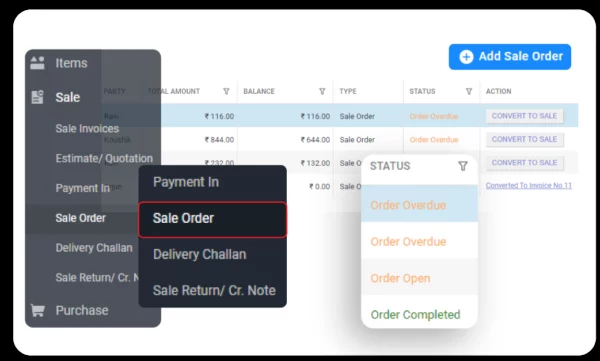 Add Sale Order
Items
Sale
Sale Invoices
Estimate/ Quotation
Payment In
Sale Order
Delivery Challan
Sale Return/ Cr. N
Purchase
PARTY TOTAL AMOUNT BALANCE TYPE STATUS ACTION
Ravi ₹ 116.00 ₹ 116.00 Sale Order Order Overdue CONVERT TO SALE
Koushik ₹ 844.00 ₹ 644.00 Sale Order Order Overdue CONVERT TO SALE
₹ 232.00 ₹ 132.00 Sale O CONVERT TO SALE
₹ 0.00 Sale O Converted To Invoice No.11
Payment In
Sale Order
Delivery Challan
Sale Return/ Cr. Note
STATUS
Order Overdue
Order Overdue
Order Open
Order Completed